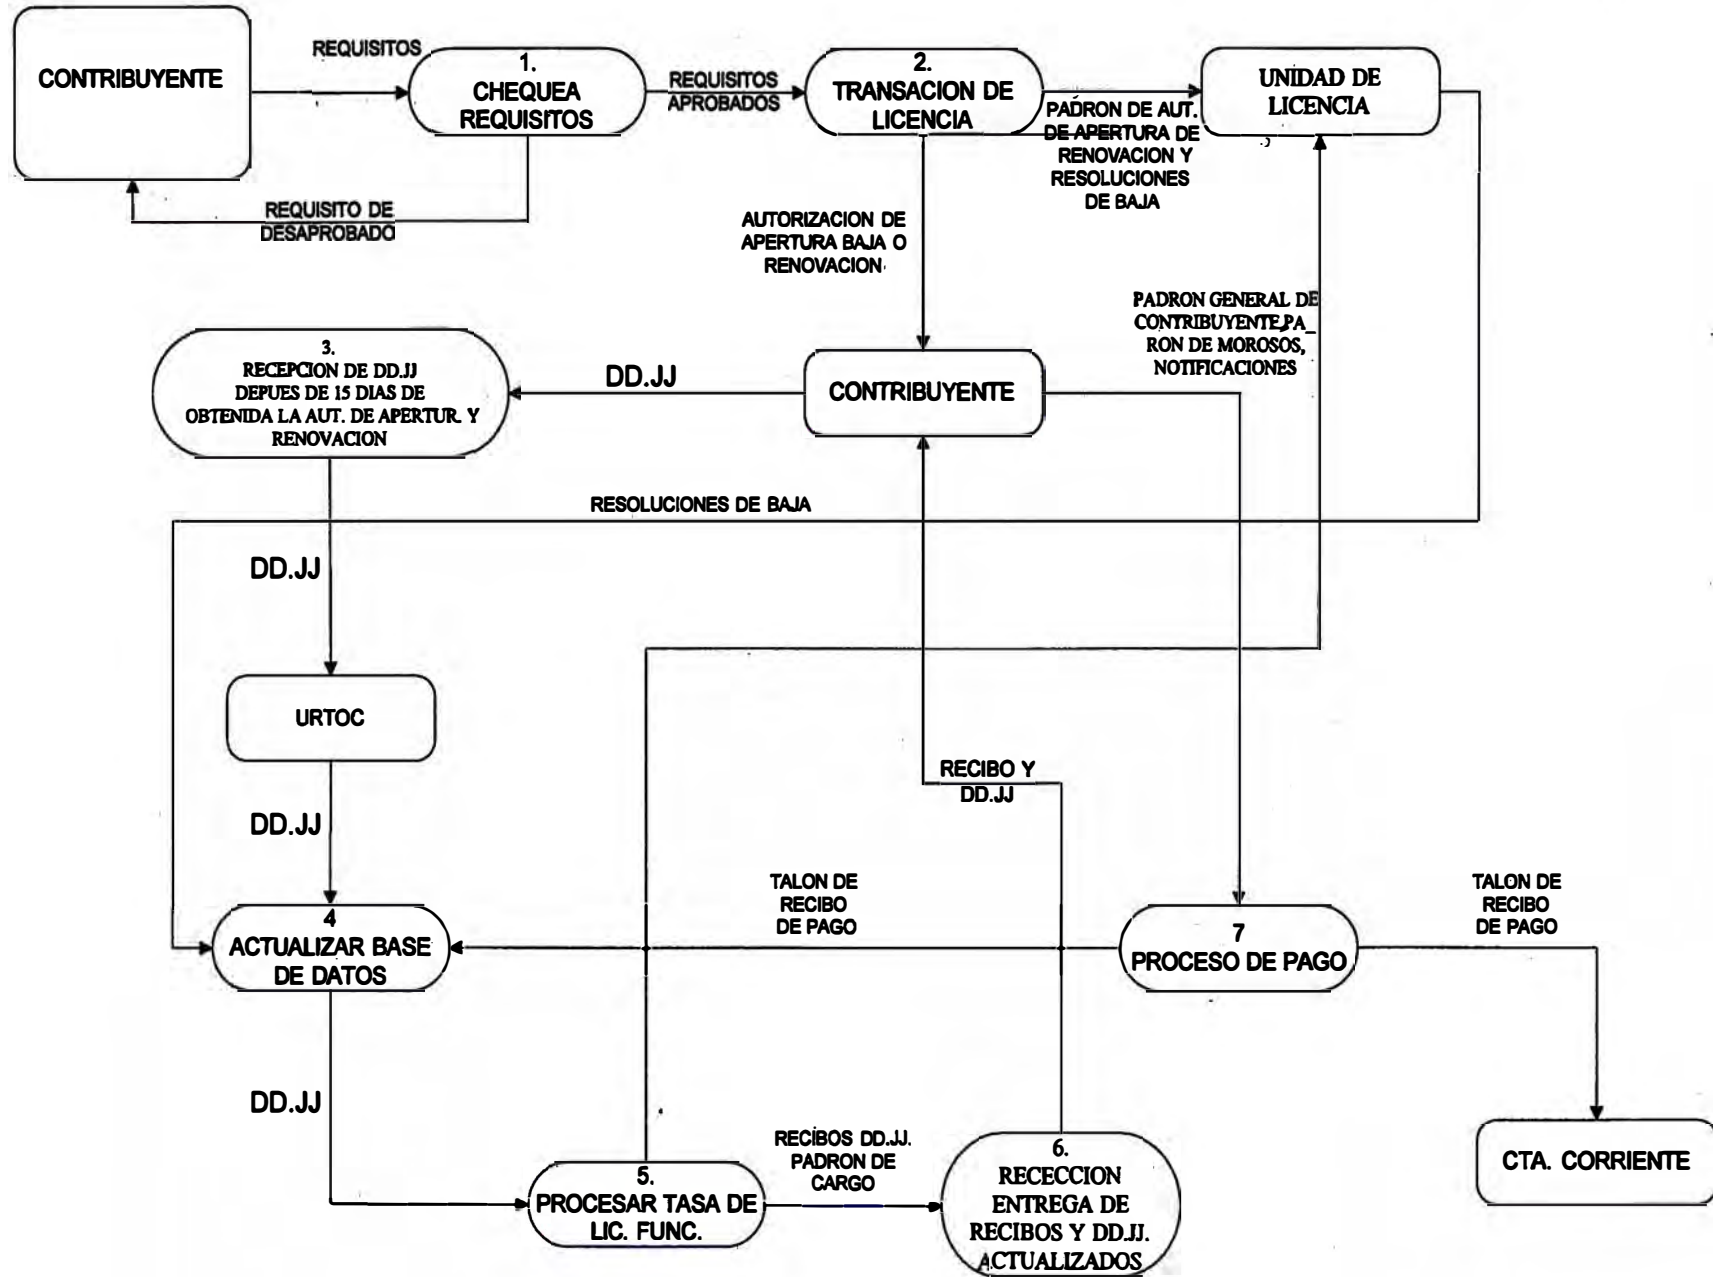 CONTRIBUYENTE
REQUISITOS
1.
CHEQUEA
REQUISITOS
REQUISITOS
APROBADOS
2.
TRANSACION DE
LICENCIA
UNIDAD DE
LICENCIA
PADRON DE AUT.
DE APERTURA DE
RENOVACION Y
RESOLUCIONES
DE BAJA
REQUISITO DE
DESAPROBADO
AUTORIZACION DE
APERTURA BAJA O
RENOVACION
PADRON GENERAL DE
CONTRIBUYENTE,PA_
RON DE MOROSOS,
NOTIFICACIONES
3.
RECEPCION DE DD.JJ
DEPUES DE 15 DIAS DE
OBTENIDA LA AUT. DE APERTUR. Y
RENOVACION
DD.JJ
CONTRIBUYENTE
RESOLUCIONES DE BAJA
DD.JJ
URTOC
RECIBO Y
DD.JJ
DD.JJ
TALON DE
RECIBO
DE PAGO
TALON DE
RECIBO
DE PAGO
4
ACTUALIZAR BASE
DE DATOS
7
PROCESO DE PAGO
DD.JJ
RECIBOS DD.JJ.
PADRON DE
CARGO
5.
PROCESAR TASA DE
LIC. FUNC.
6.
RECECCION
ENTREGA DE
RECIBOS Y DD.JJ.
ACTUALIZADOS
CTA. CORRIENTE